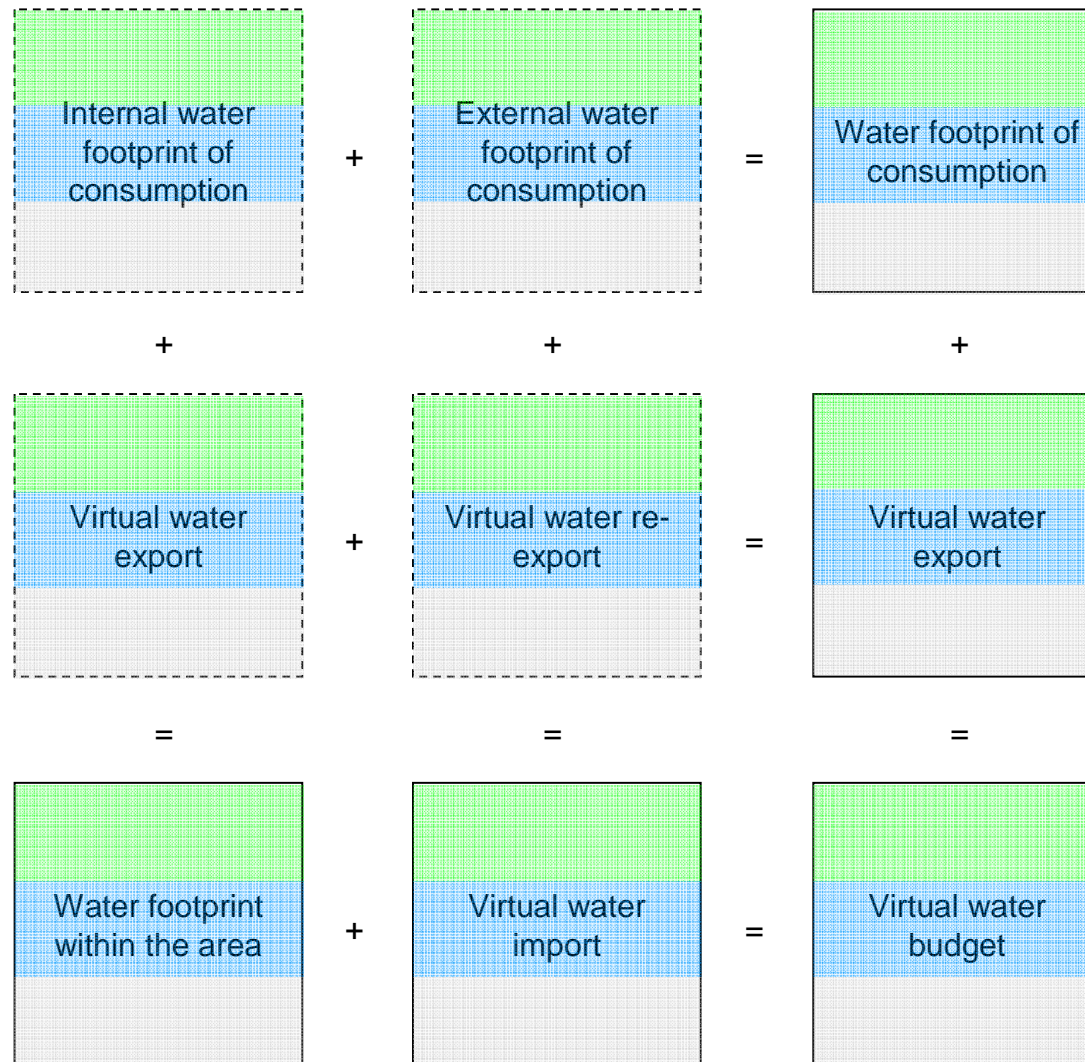 Internal water
footprint of
consumption
+
External water
footprint of
consumption
=
Water footprint of
consumption
+
+
+
Virtual water
export
+
Virtual water re-
export
=
Virtual water
export
=
=
=
Water footprint
within the area
+
Virtual water
import
=
Virtual water
budget